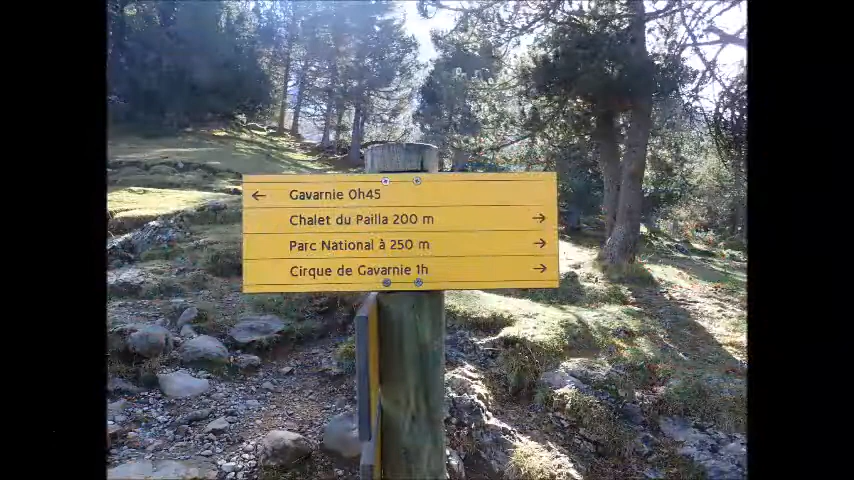 ← Gavarnie 0h45
Chalet du Pailla 200 m →
Parc National à 250 m →
Cirque de Gavarnie 1h →